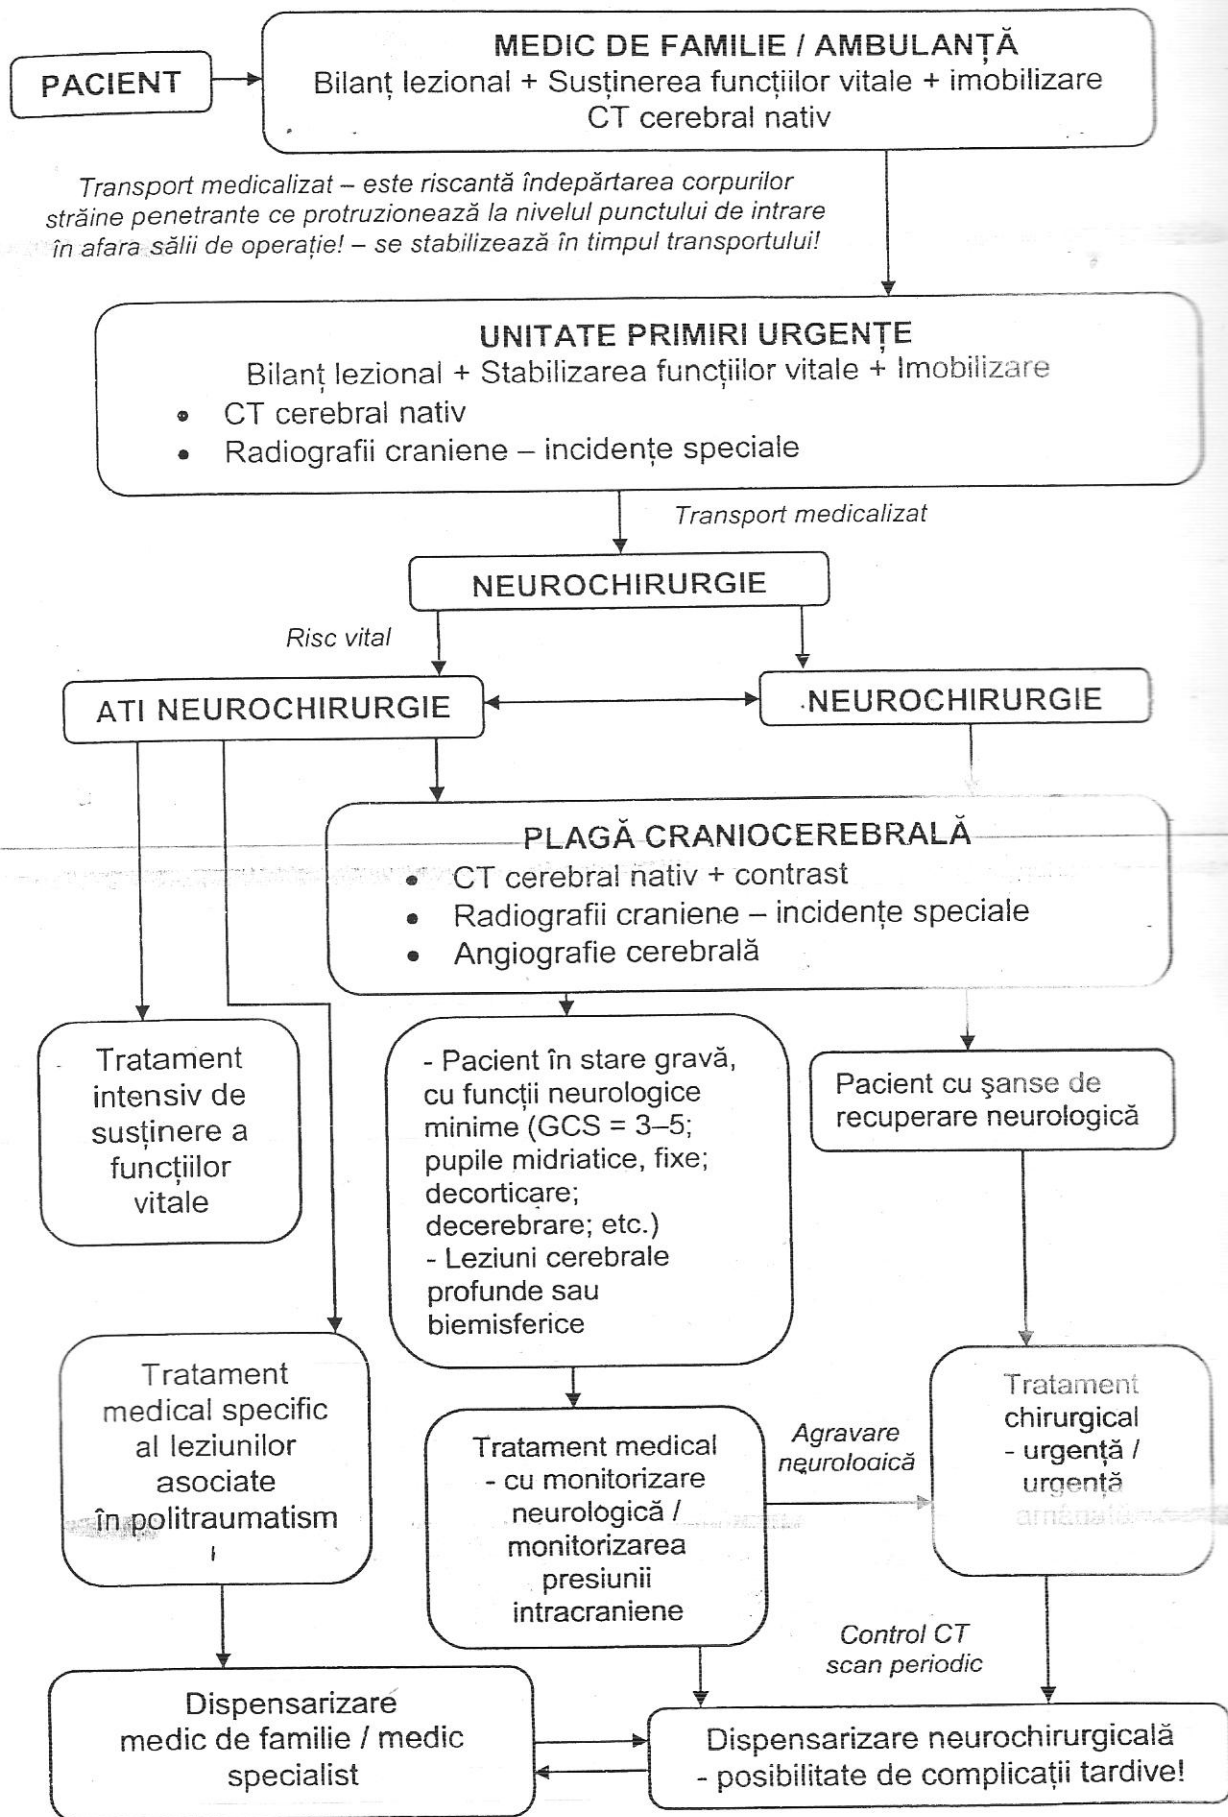 PACIENT
MEDIC DE FAMILIE / AMBULANȚĂ
Bilanț lezional + Susținerea funcțiilor vitale + imobilizare
CT cerebral nativ
Transport medicalizat – este riscantă îndepărtarea corpurilor
străine penetrante ce protruzionează la nivelul punctului de intrare
în afara sălii de operație! – se stabilizează în timpul transportului!
UNITATE PRIMIRI URGENȚE
Bilanț lezional + Stabilizarea funcțiilor vitale + Imobilizare
• CT cerebral nativ
• Radiografii craniene – incidențe speciale
Transport medicalizat
NEUROCHIRURGIE
Risc vital
ATI NEUROCHIRURGIE
NEUROCHIRURGIE
PLAGĂ CRANIOCEREBRALĂ
• CT cerebral nativ + contrast
• Radiografii craniene – incidențe speciale
• Angiografie cerebrală
Tratament
intensiv de
susținere a
funcțiilor
vitale
- Pacient în stare gravă,
cu funcții neurologice
minime (GCS = 3–5;
pupile midriatice, fixe;
decorticare;
decerebrare; etc.)
- Leziuni cerebrale
profunde sau
biemisferice
Pacient cu șanse de
recuperare neurologică
Tratament
medical specific
al leziunilor
asociate
în politraumatism
Tratament medical
- cu monitorizare
neurologică /
monitorizarea
presiunii
intracraniene
Agravare
neurologică
Tratament
chirurgical
- urgență /
urgență
amânată
Control CT
scan periodic
Dispensarizare
medic de familie / medic
specialist
Dispensarizare neurochirurgicală
- posibilitate de complicații tardive!